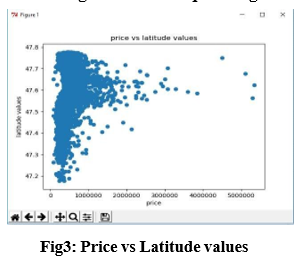 Figure 1
price vs latitude values
47.8
47.7
47.6
47.5
47.4
47.3
47.2
latitude values
0 1000000 2000000 3000000 4000000 5000000
price
Fig3: Price vs Latitude values